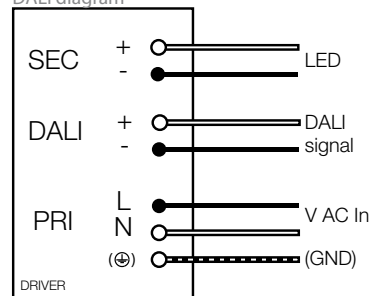 DALI diagram
SEC + -
LED
DALI + -
DALI
signal
PRI L
N
(⏚)
V AC In
(GND)
DRIVER